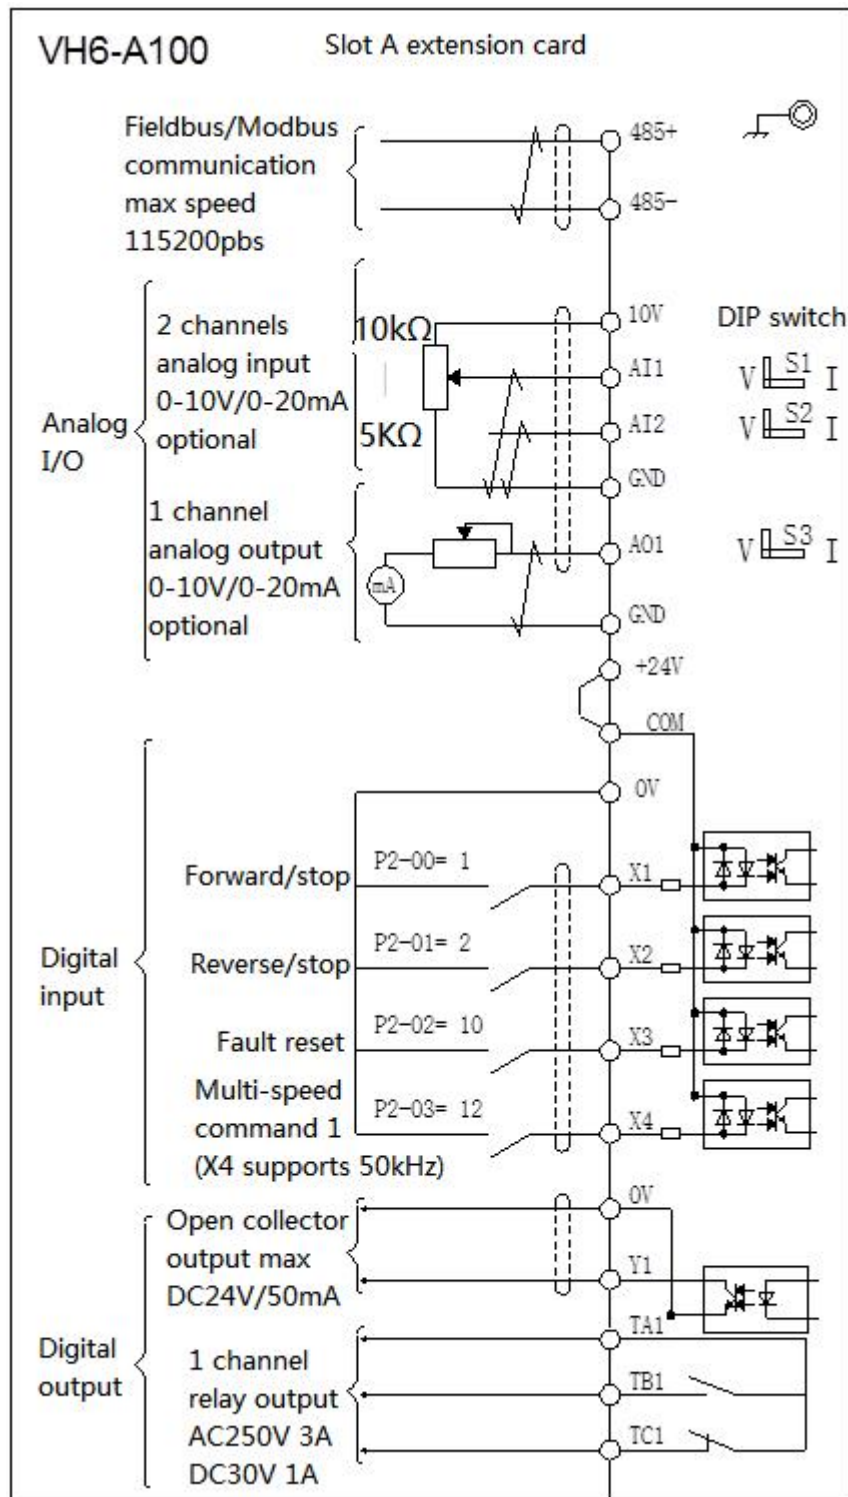 VH6-A100
Slot A extension card
Fieldbus/Modbus
communication
max speed
115200pbs
485+
485-
Analog
I/O
2 channels
analog input
0-10V/0-20mA
optional
10kΩ
5KΩ
10V
AI1
AI2
GND
DIP switch
V S1 I
V S2 I
1 channel
analog output
0-10V/0-20mA
optional
mA
AO1
GND
V S3 I
+24V
COM
0V
Digital
input
Forward/stop
P2-00= 1
X1
Reverse/stop
P2-01= 2
X2
Fault reset
P2-02= 10
X3
Multi-speed
command 1
(X4 supports 50kHz)
P2-03= 12
X4
Digital
output
Open collector
output max
DC24V/50mA
0V
Y1
1 channel
relay output
AC250V 3A
DC30V 1A
TA1
TB1
TC1